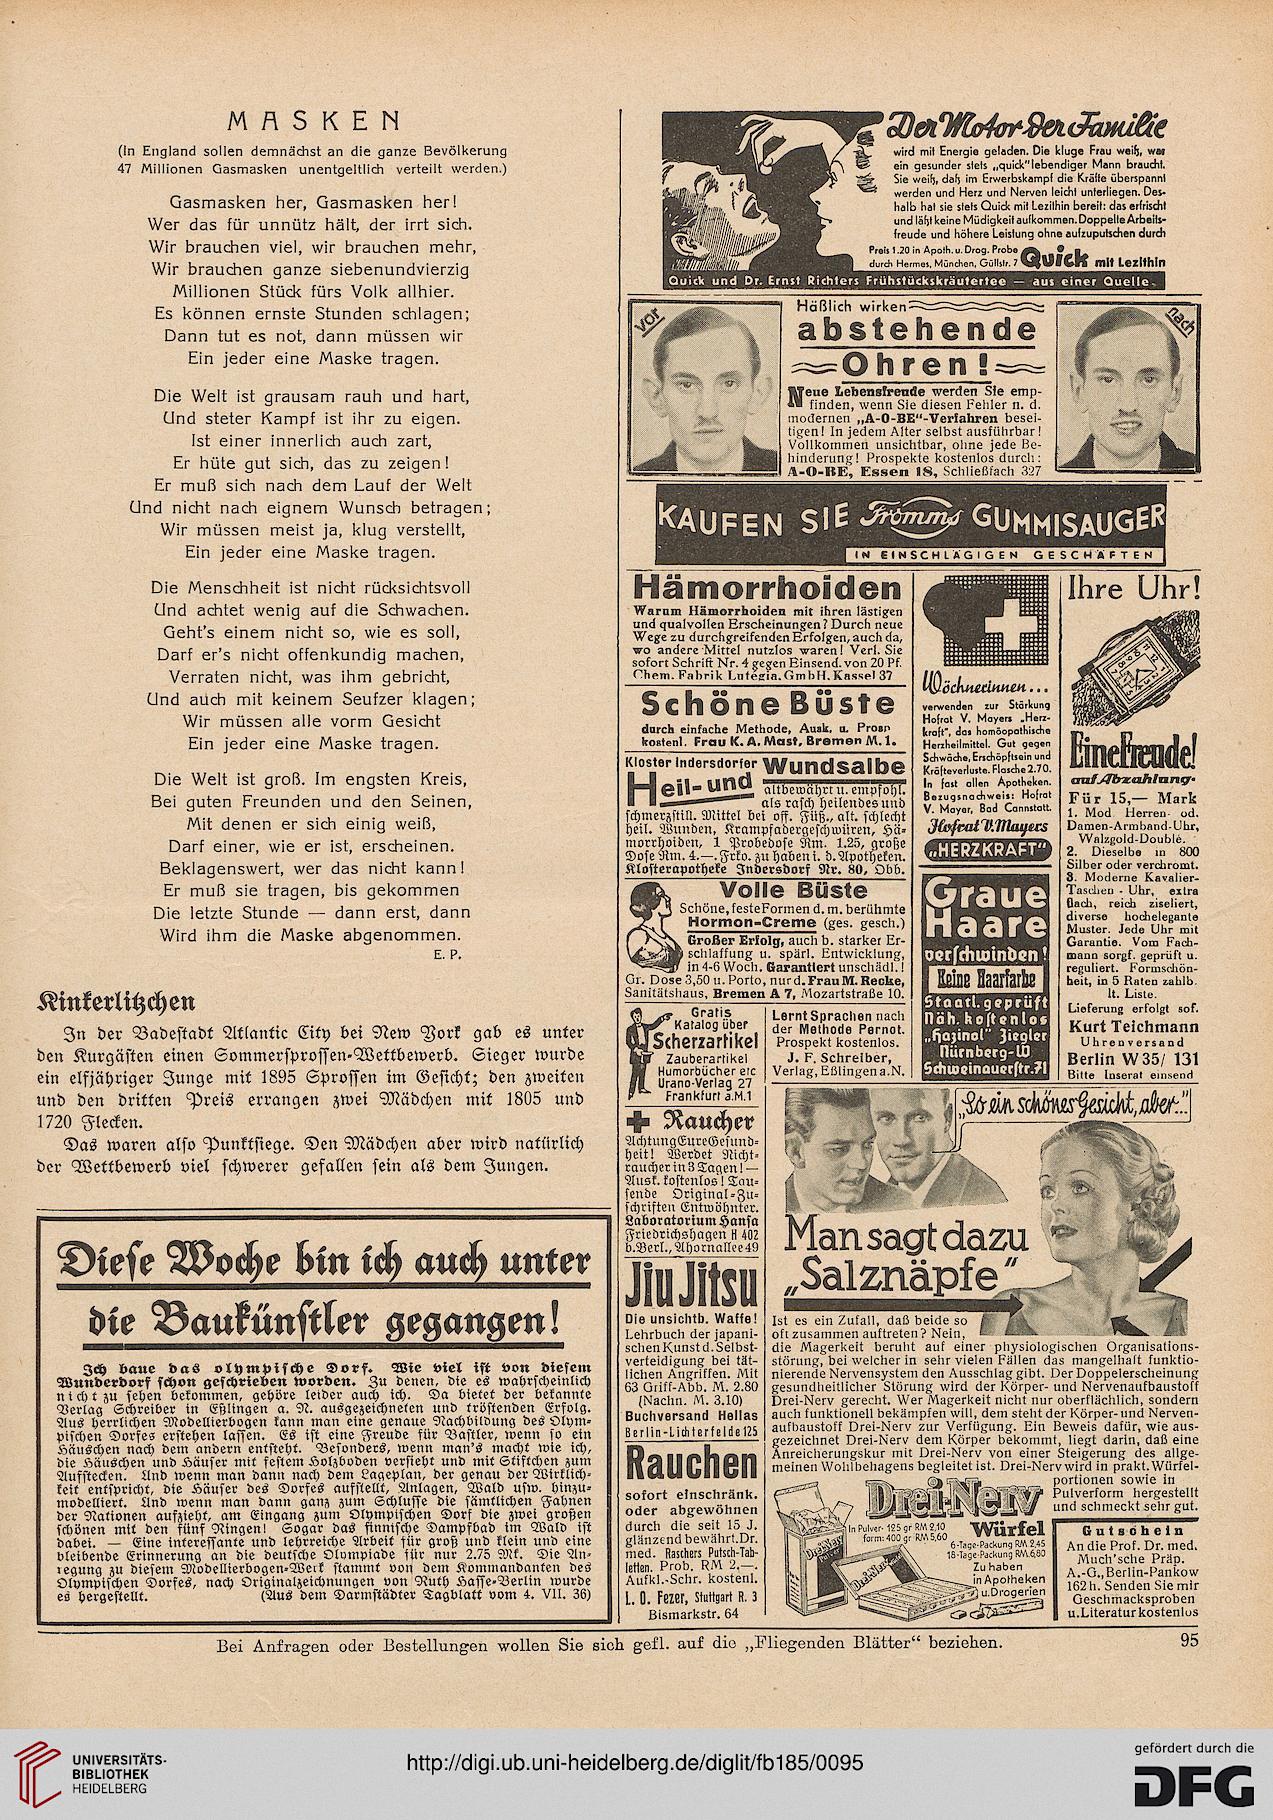 MASKEN
(In England sollen demnächst an die ganze Bevölkerung
47 Millionen Gasmasken unentgeltlich verteilt werden.)
Gasmasken her, Gasmasken her!
Wer das für unnütz hält, der irrt sich.
Wir brauchen viel, wir brauchen mehr,
Wir brauchen ganze siebenundvierzig
Millionen Stück fürs Volk allhier.
Es können ernste Stunden schlagen;
Dann tut es not, dann müssen wir
Ein jeder eine Maske tragen.
Die Welt ist grausam rauh und hart,
Und steter Kampf ist ihr zu eigen.
Ist einer innerlich auch zart,
Er hüte gut sich, das zu zeigen!
Er muß sich nach dem Lauf der Welt
Und nicht nach eignem Wunsch betragen;
Wir müssen meist ja, klug verstellt,
Ein jeder eine Maske tragen.
Die Menschheit ist nicht rücksichtsvoll
Und achtet wenig auf die Schwachen.
Geht's einem nicht so, wie es soll,
Darf er's nicht offenkundig machen,
Verraten nicht, was ihm gebricht,
Und auch mit keinem Seufzer klagen;
Wir müssen alle vorm Gesicht
Ein jeder eine Maske tragen.
Die Welt ist groß. Im engsten Kreis,
Bei guten Freunden und den Seinen,
Mit denen er sich einig weiß,
Darf einer, wie er ist, erscheinen.
Beklagenswert, wer das nicht kann!
Er muß sie tragen, bis gekommen
Die letzte Stunde — dann erst, dann
Wird ihm die Maske abgenommen.
E. P.
Kinkerlitzchen
In der Badestadt Atlantic City bei New York gab es unter
den Kurgästen einen Sommersprossen-Wettbewerb. Sieger wurde
ein elfjähriger Junge mit 1895 Sprossen im Gesicht; den zweiten
und den dritten Preis errangen zwei Mädchen mit 1805 und
1720 Flecken.
Das waren also Punktsiege. Den Mädchen aber wird natürlich
der Wettbewerb viel schwerer gefallen sein als dem Jungen.
Diese Woche bin ich auch unter
die Baukünstler gegangen!
Ich baue das olympische Dorf. Wie viel ist von diesem
Wunderdorf schon geschrieben worden. Zu denen, die es wahrscheinlich
nicht zu sehen bekommen, gehöre leider auch ich. Da bietet der bekannte
Verlag Schreiber in Eßlingen a. N. ausgezeichneten und tröstenden Erfolg.
Aus herrlichen Modellierbogen kann man eine genaue Nachbildung des Olym-
pischen Dorfes erstehen lassen. Es ist eine Freude für Bastler, wenn so ein
Häuschen nach dem andern entsteht. Besonders, wenn man's macht wie ich,
die Häuschen und Häuser mit festem Holzboden versieht und mit Stiftchen zum
Aufstecken. Und wenn man dann nach dem Lageplan, der genau der Wirklich-
keit entspricht, die Häuser des Dorfes aufstellt, Anlagen, Wald usw. hinzu-
modelliert. Und wenn man dann ganz zum Schlusse die sämtlichen Fahnen
der Nationen aufzieht, am Eingang zum Olympischen Dorf die zwei großen
schönen mit den fünf Ringen! Sogar das finnische Dampfbad im Wald ist
dabei. — Eine interessante und lehrreiche Arbeit für groß und klein und eine
bleibende Erinnerung an die deutsche Olympiade für nur 2.75 Mk. Die An-
regung zu diesem Modellierbogen-Werk stammt von dem Kommandanten des
Olympischen Dorfes, nach Originalzeichnungen von Ruth Hasse-Berlin wurde
es hergestellt. (Aus dem Darmstädter Tagblatt vom 4. VII. 36)
Der Motor der Familie
wird mit Energie geladen. Die kluge Frau weiß, was
ein gesunder stets „quick"lebendiger Mann braucht.
Sie weiß, daß im Erwerbskampf die Kräfte überspannt
werden und Herz und Nerven leicht unterliegen. Des-
halb hat sie stets Quick mit Lezithin bereit: das erfrischt
und läßt keine Müdigkeit aufkommen. Doppelte Arbeits-
freude und höhere Leistung ohne aufzuputschen durch
Preis 1.20 in Apoth. u. Drog. Probe
durch Hermes, München, Güllstr. 7 Quick mit Lezithin
Quick und Dr. Ernst Richters Frühstückskräutertee — aus einer Quelle.
vor
Häßlich wirken
abstehende
Ohren!
Neue Lebensfreude werden Sie emp-
finden, wenn Sie diesen Fehler n. d.
modernen „A-O-BE"-Verfahren besei-
tigen! In jedem Alter selbst ausführbar!
Vollkommen unsichtbar, ohne jede Be-
hinderung! Prospekte kostenlos durch:
A-O-BE, Essen 18, Schließfach 327
nach
KAUFEN SIE Fromms GUMMISAUGER
IN EINSCHLÄGIGEN GESCHÄFTEN
Hämorrhoiden
Warum Hämorrhoiden mit ihren lästigen
und qualvollen Erscheinungen? Durch neue
Wege zu durchgreifenden Erfolgen, auch da,
wo andere Mittel nutzlos waren! Verl. Sie
sofort Schrift Nr. 4 gegen Einsend. von 20 Pf.
Chem. Fabrik Lutegia. GmbH. Kassel 37
Schöne Büste
durch einfache Methode, Ausk. u. Prosp
kostenl. Frau K. A. Mast, Bremen M. 1.
Kloster Indersdorfer Wundsalbe
Heil- und altbewährt u. empfohl.
als rasch heilendes und
schmerzstill. Mittel bei off. Füß., alt. schlecht
heil. Wunden, Krampfadergeschwüren, Hä-
morrhoiden, 1 Probedose Rm. 1.25, große
Dose Rm. 4.—. Frko. zu haben i. d. Apotheken.
Klosterapotheke Indersdorf Nr. 80, Obb.
Volle Büste
Schöne, feste Formen d. m. berühmte
Hormon-Creme (ges. gesch.)
Großer Erfolg, auch b. starker Er-
schlaffung u. spärl. Entwicklung,
in 4-6 Woch. Garantiert unschädl.!
Gr. Dose 3,50 u. Porto, nur d. Frau M. Recke,
Sanitätshaus, Bremen A 7, Mozartstraße 10.
Wöchnerinnen...
verwenden zur Stärkung
Hofrat V. Mayers „Herz-
kraft", das homöopathische
Herzheilmittel. Gut gegen
Schwäche, Erschöpftsein und
Kräfteverluste. Flasche 2.70.
In fast allen Apotheken.
Bezugsnachweis: Hofrat
V. Mayer, Bad Cannstatt.
Hofrat V. Mayers
„HERZKRAFT"
Graue
Haare
verschwinden!
Keine Haarfarbe
Staatl. geprüft
Näh. kostenlos
„Hazinol" Ziegler
Nürnberg-W
Schweinauerstr. 71
Ihre Uhr!
Eine Freude!
auf Abzahlung.
Für 15,— Mark
1. Mod. Herren- od.
Damen-Armband-Uhr,
Walzgold-Doublé.
2. Dieselbe in 800
Silber oder verchromt.
3. Moderne Kavalier-
Taschen-Uhr, extra
flach, reich ziseliert,
diverse hochelegante
Muster. Jede Uhr mit
Garantie. Vom Fach-
mann sorgf. geprüft u.
reguliert. Formschön-
heit, in 5 Raten zahlb.
lt. Liste.
Lieferung erfolgt sof.
Kurt Teichmann
Uhrenversand
Berlin W 35/ 131
Bitte Inserat einsend
Gratis
Katalog über
Scherzartikel
Zauberartikel
Humorbücher etc
Urano-Verlag 27
Frankfurt a.M.1
Lernt Sprachen nach
der Methode Pernot.
Prospekt kostenlos.
J. F. Schreiber,
Verlag, Eßlingen a. N.
Raucher
Achtung Eure Gesund-
heit! Werdet Nicht-
raucher in 3 Tagen! —
Ausk. kostenlos! Tau-
sende Original-Zu-
schriften Entwöhnter.
Laboratorium Hansa
Friedrichshagen H 402
b. Berl., Ahornallee 49
Jiu Jitsu
Die unsichtb. Waffe!
Lehrbuch der japani-
schen Kunst d. Selbst-
verteidigung bei tät-
lichen Angriffen. Mit
63 Griff-Abb. M. 2.80
(Nachn. M. 3.10)
Buchversand Hellas
Berlin-Lichterfelde 125
Rauchen
sofort einschränk.
oder abgewöhnen
durch die seit 15 J.
glänzend bewährt. Dr.
med. Raschers Putsch-Tab-
letten. Prob. RM 2,—.
Aufkl.-Schr. kostenl.
I. O. Fezer, Stuttgart R. 3
Bismarkstr. 64
„So ein schönes Gesicht, aber..."
Man sagt dazu
„Salznäpfe"
Ist es ein Zufall, daß beide so
oft zusammen auftreten? Nein,
die Magerkeit beruht auf einer physiologischen Organisations-
störung, bei welcher in sehr vielen Fällen das mangelhaft funktio-
nierende Nervensystem den Ausschlag gibt. Der Doppelerscheinung
gesundheitlicher Störung wird der Körper- und Nervenaufbaustoff
Drei-Nerv gerecht. Wer Magerkeit nicht nur oberflächlich, sondern
auch funktionell bekämpfen will, dem steht der Körper- und Nerven-
aufbaustoff Drei-Nerv zur Verfügung. Ein Beweis dafür, wie aus-
gezeichnet Drei-Nerv dem Körper bekommt, liegt darin, daß eine
Anreicherungskur mit Drei-Nerv von einer Steigerung des allge-
meinen Wohlbehagens begleitet ist. Drei-Nerv wird in prakt. Würfel-
portionen sowie in
Pulverform hergestellt
und schmeckt sehr gut.
Drei-Nerv
Würfel
In Pulver- 125 gr RM 2,10
form: 400 gr RM 5,60
6-Tage-Packung RM 2,45
18-Tage-Packung RM. 6,80
Zu haben
in Apotheken
u. Drogerien
Gutschein
An die Prof. Dr. med.
Much'sche Präp.
A.-G., Berlin-Pankow
162 h. Senden Sie mir
Geschmacksproben
u. Literatur kostenlos
Bei Anfragen oder Bestellungen wollen Sie sich gefl. auf die „Fliegenden Blätter" beziehen.
95
UNIVERSITÄTS-
BIBLIOTHEK
HEIDELBERG
http://digi.ub.uni-heidelberg.de/diglit/fb185/0095
gefördert durch die
DFG